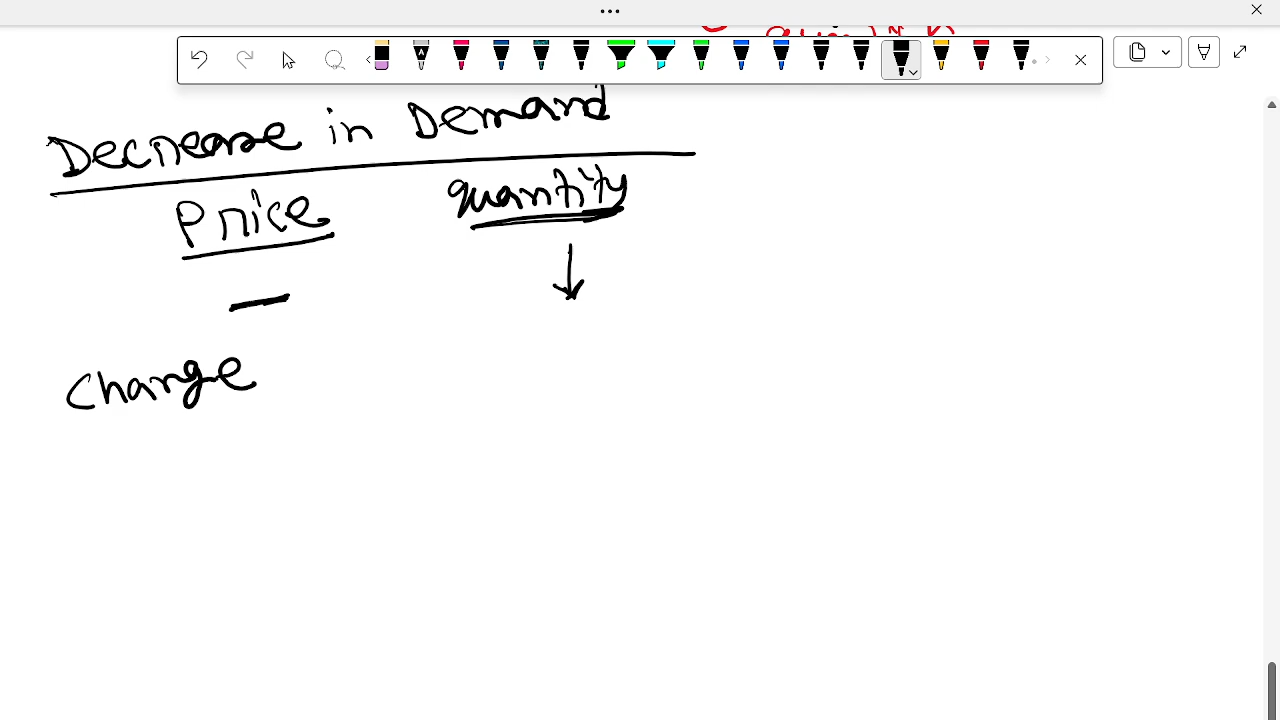 Decrease in Demand
Price quantity
— ↓
Change